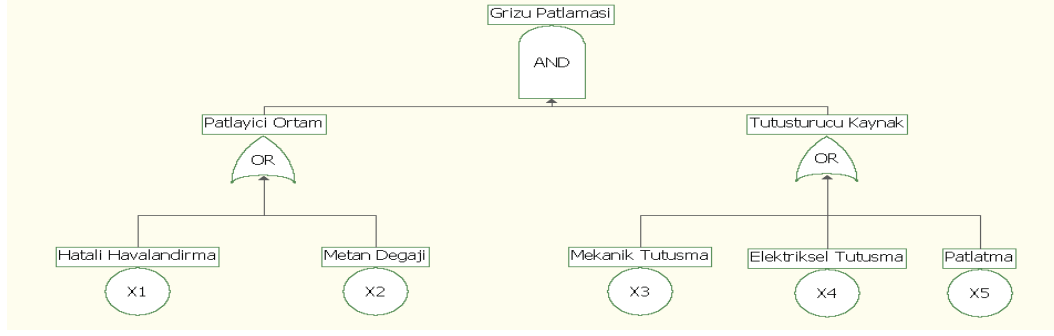 Grizu Patlamasi
AND
Patlayici Ortam
Tutusturucu Kaynak
OR
OR
Hatali Havalandirma
Metan Degaji
Mekanik Tutusma
Elektriksel Tutusma
Patlatma
X1
X2
X3
X4
X5